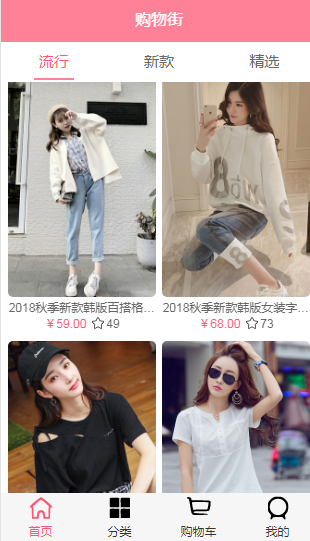 购物街
流行 新款 精选
2018秋季新款韩版百搭格... 2018秋季新款韩版女装字...
￥59.00 49 ￥68.00 73
首页 分类 购物车 我的